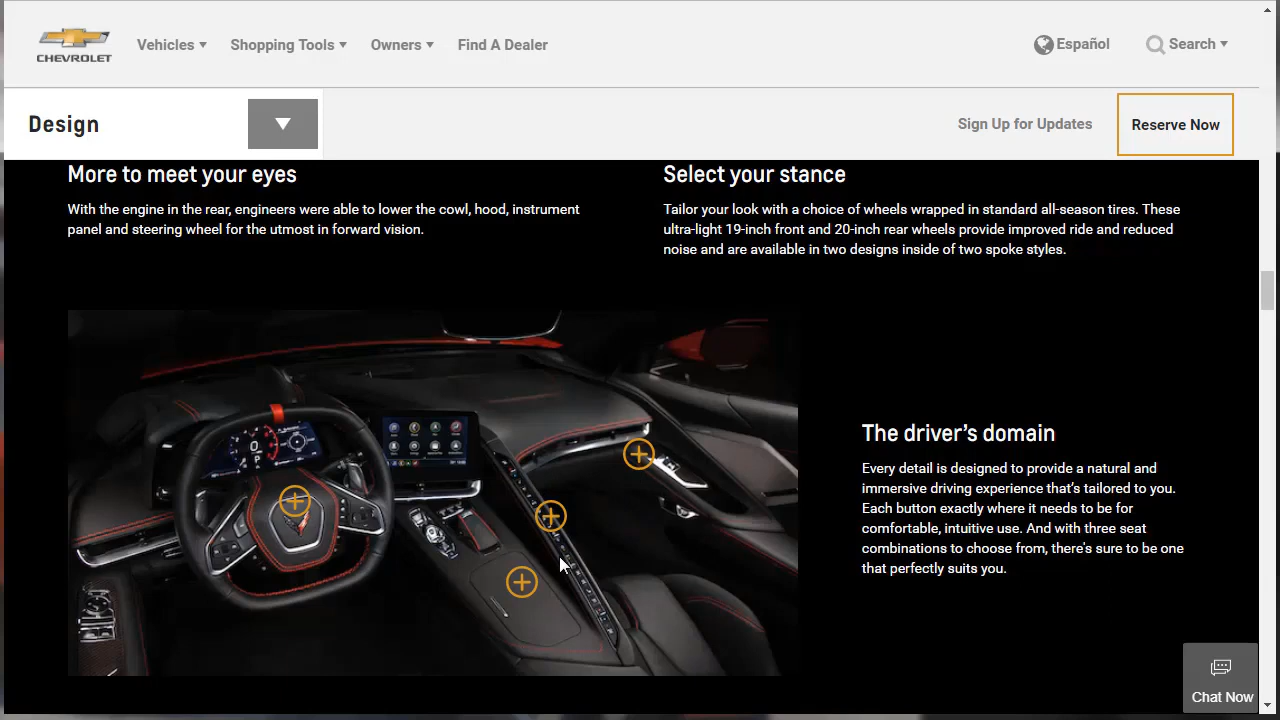 CHEVROLET
Vehicles
Shopping Tools
Owners
Find A Dealer
Español
Search
Design
Sign Up for Updates
Reserve Now
More to meet your eyes
With the engine in the rear, engineers were able to lower the cowl, hood, instrument
panel and steering wheel for the utmost in forward vision.
Select your stance
Tailor your look with a choice of wheels wrapped in standard all-season tires. These
ultra-light 19-inch front and 20-inch rear wheels provide improved ride and reduced
noise and are available in two designs inside of two spoke styles.
The driver's domain
Every detail is designed to provide a natural and
immersive driving experience that's tailored to you.
Each button exactly where it needs to be for
comfortable, intuitive use. And with three seat
combinations to choose from, there's sure to be one
that perfectly suits you.
Chat Now